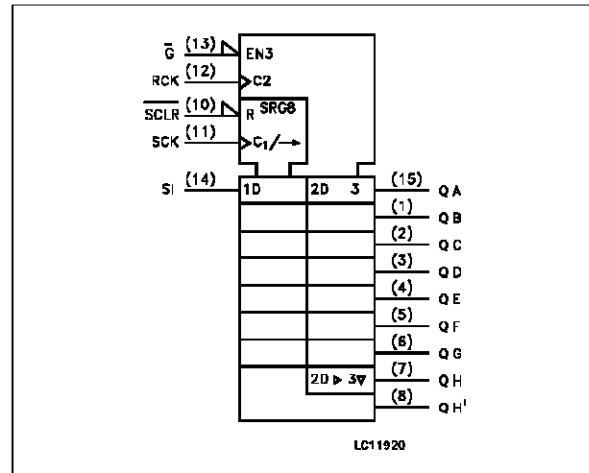 G (13) EN3
RCK (12) C2
SCLR (10) R SRG8
SCK (11) C1/→
SI (14) 1D 2D 3 (15) QA
(1) QB
(2) QC
(3) QD
(4) QE
(5) QF
(6) QG
2D ▷ 3▽ (7) QH
(8) QH'
LC11920